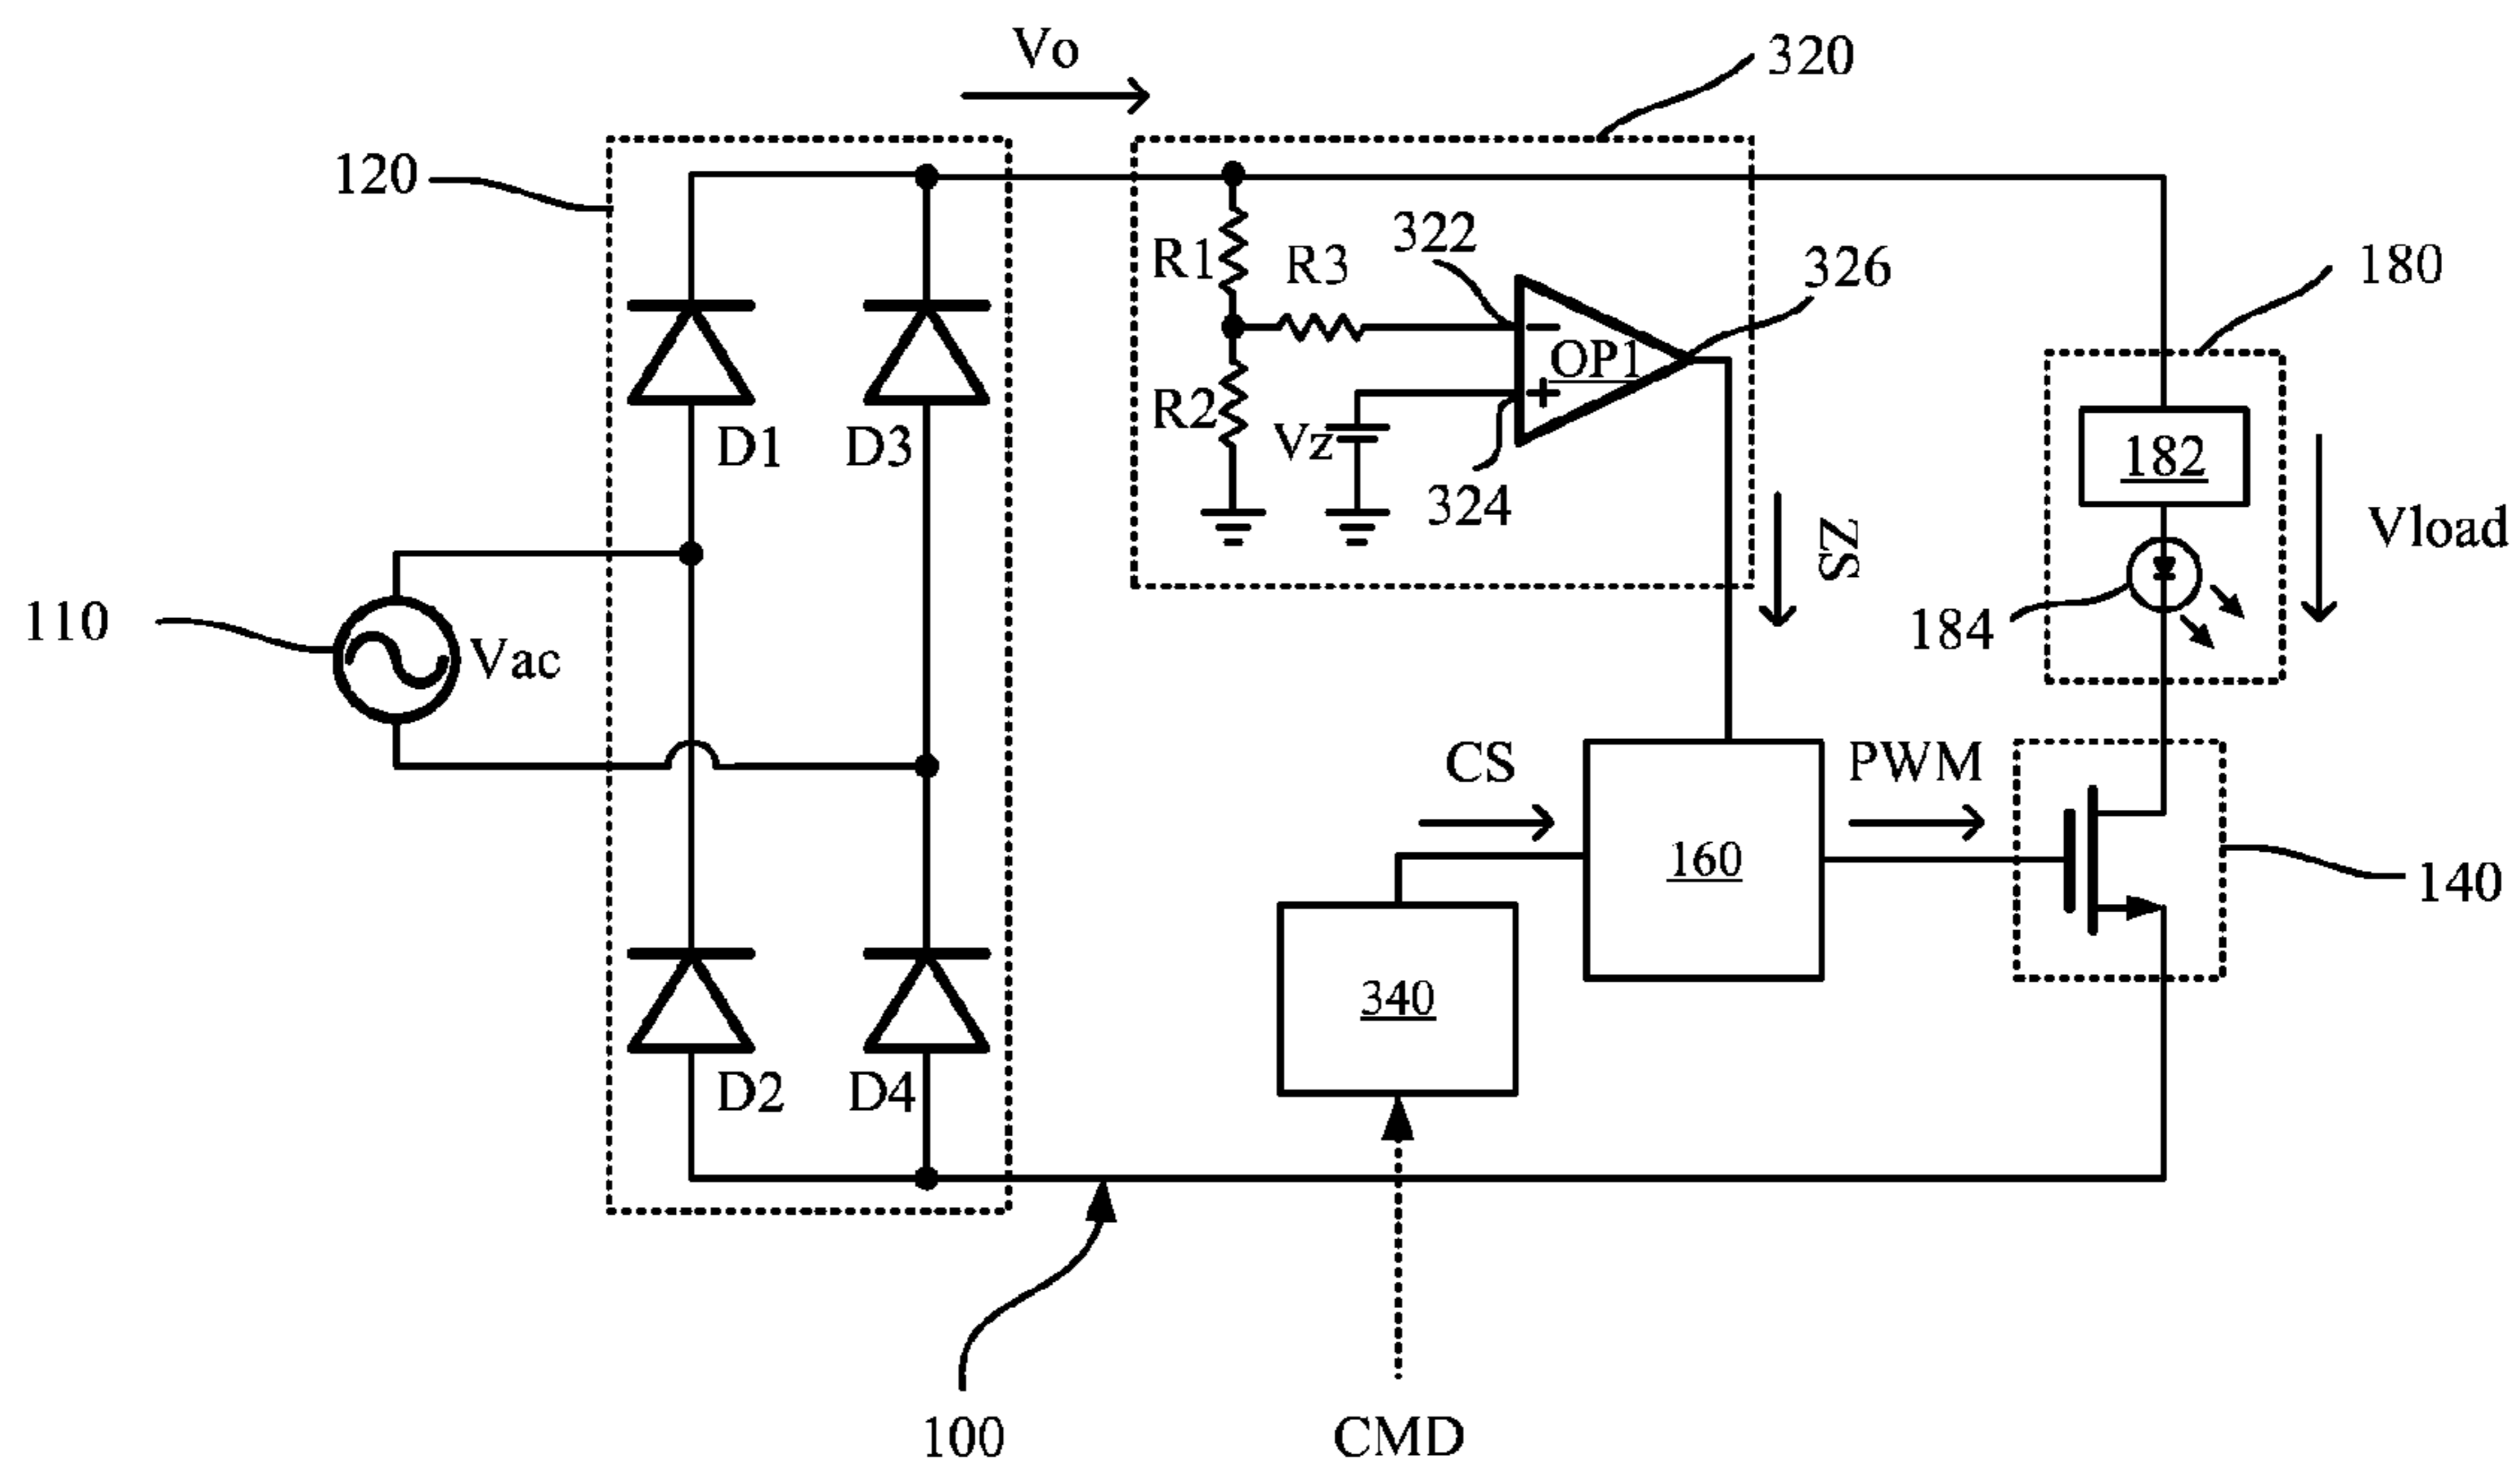 Vo
320
120
322
R1
R3
326
180
OP1
R2
Vz
182
D1
D3
324
SZ
Vload
110
Vac
184
CS
PWM
160
140
340
D2
D4
100
CMD